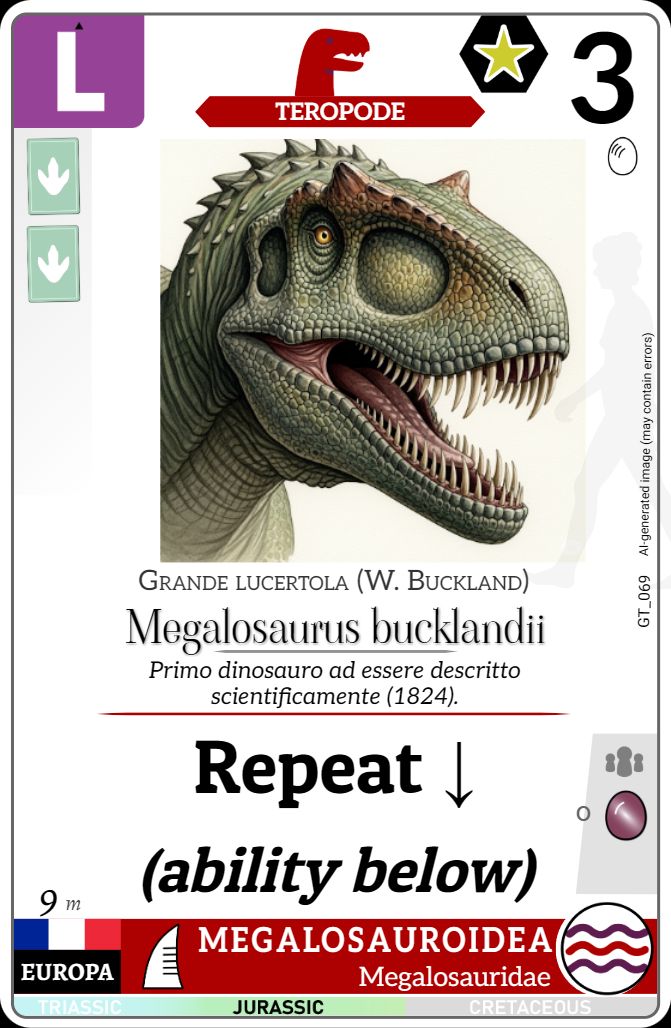 L
TEROPODE
3
GRANDE LUCERTOLA (W. BUCKLAND)
Megalosaurus bucklandii
Primo dinosauro ad essere descritto
scientificamente (1824).
Repeat ↓
(ability below)
O
9 m
EUROPA
MEGALOSAUROIDEA
Megalosauridae
TRIASSIC JURASSIC CRETACEOUS
GT_069 AI-generated image (may contain errors)